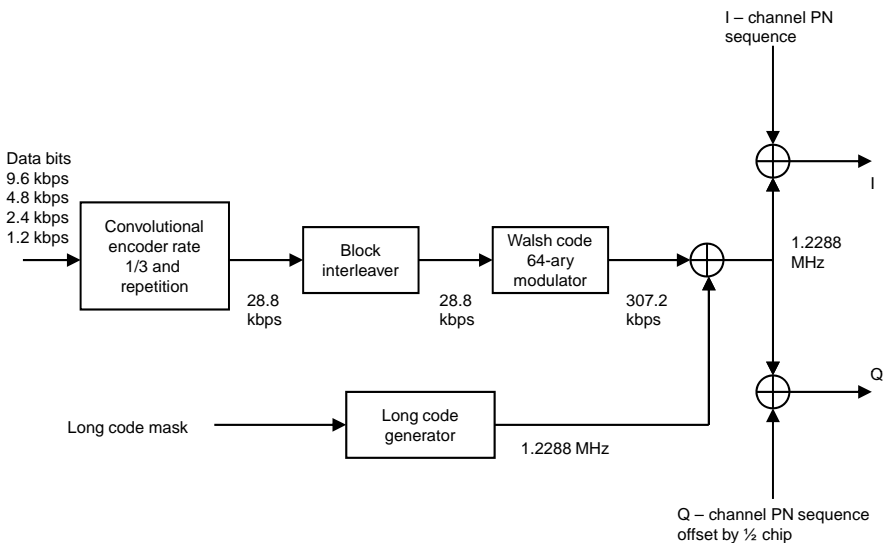 I – channel PN
sequence
Data bits
9.6 kbps
4.8 kbps
2.4 kbps
1.2 kbps
Convolutional
encoder rate
1/3 and
repetition
28.8
kbps
Block
interleaver
28.8
kbps
Walsh code
64-ary
modulator
307.2
kbps
1.2288
MHz
I
Q
Long code mask
Long code
generator
1.2288 MHz
Q – channel PN sequence
offset by ½ chip